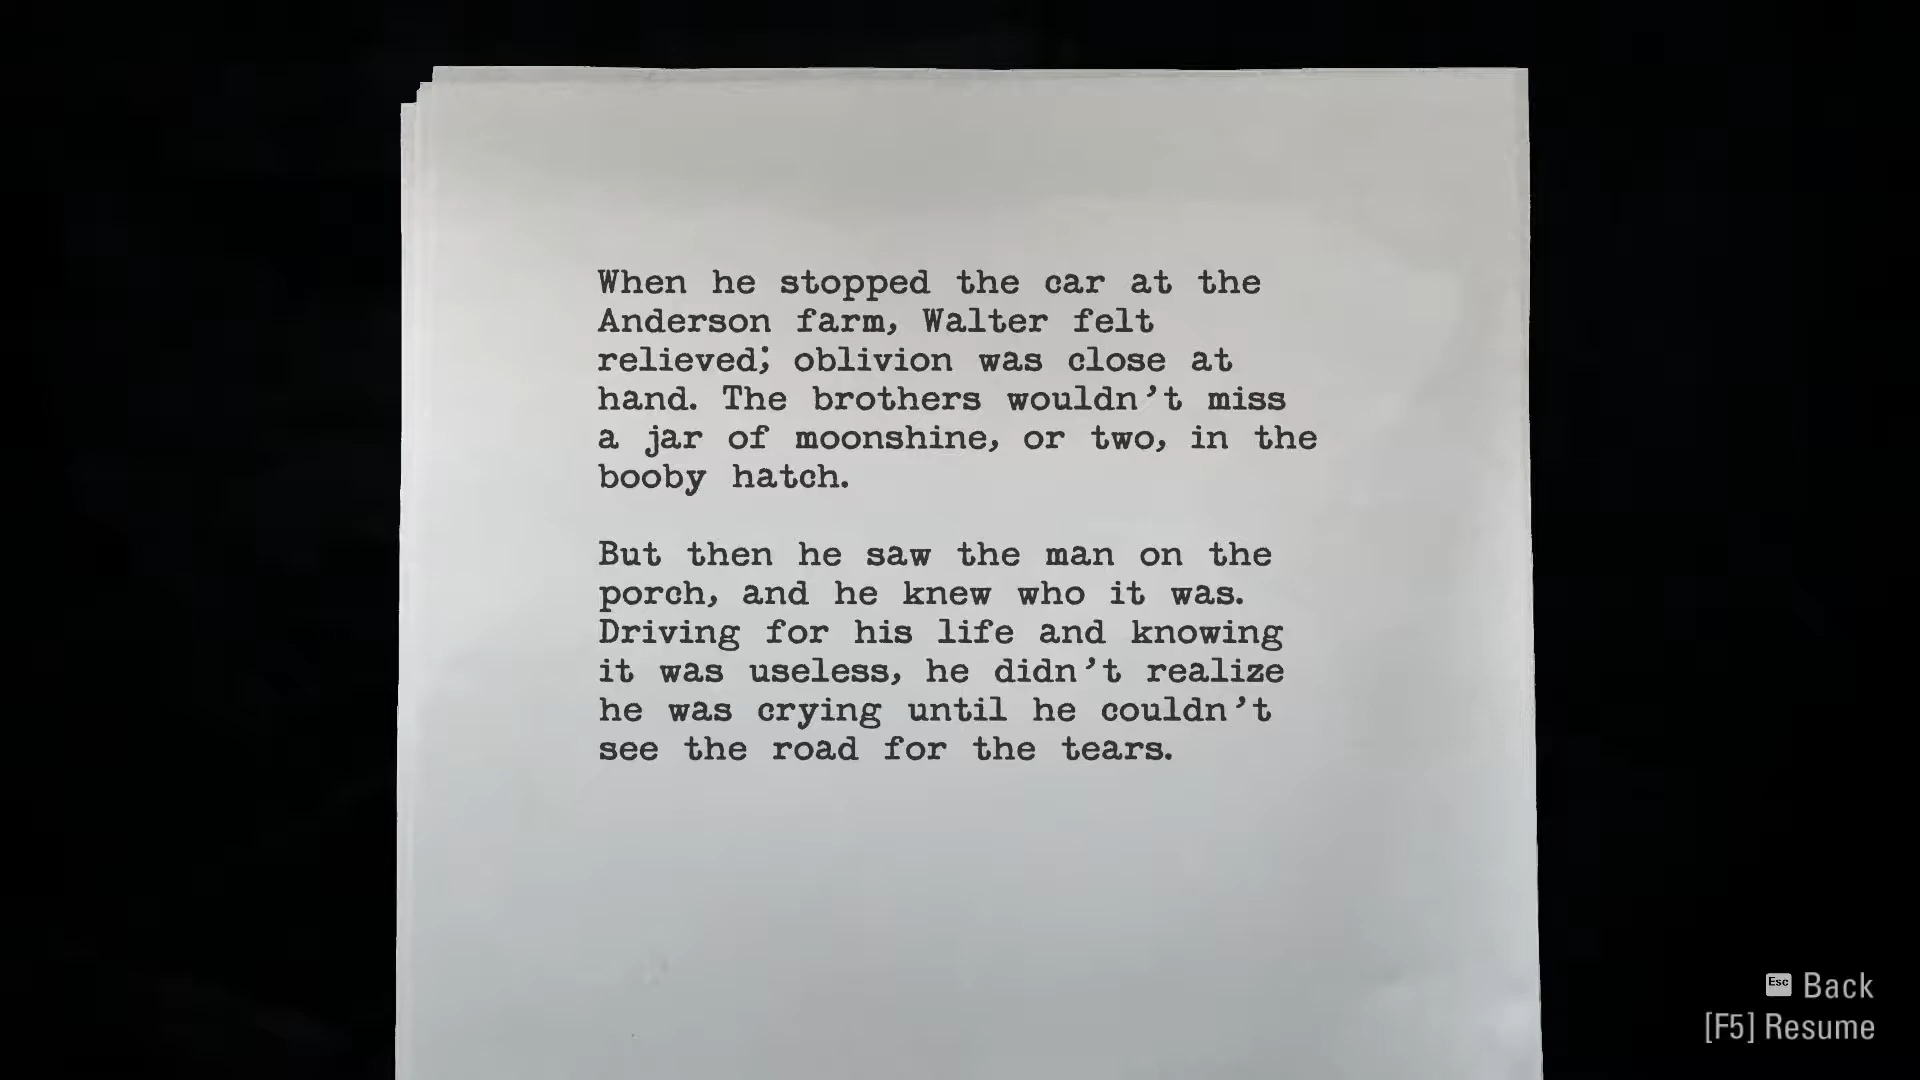 When he stopped the car at the
Anderson farm, Walter felt
relieved; oblivion was close at
hand. The brothers wouldn't miss
a jar of moonshine, or two, in the
booby hatch.
But then he saw the man on the
porch, and he knew who it was.
Driving for his life and knowing
it was useless, he didn't realize
he was crying until he couldn't
see the road for the tears.
Esc Back
[F5] Resume